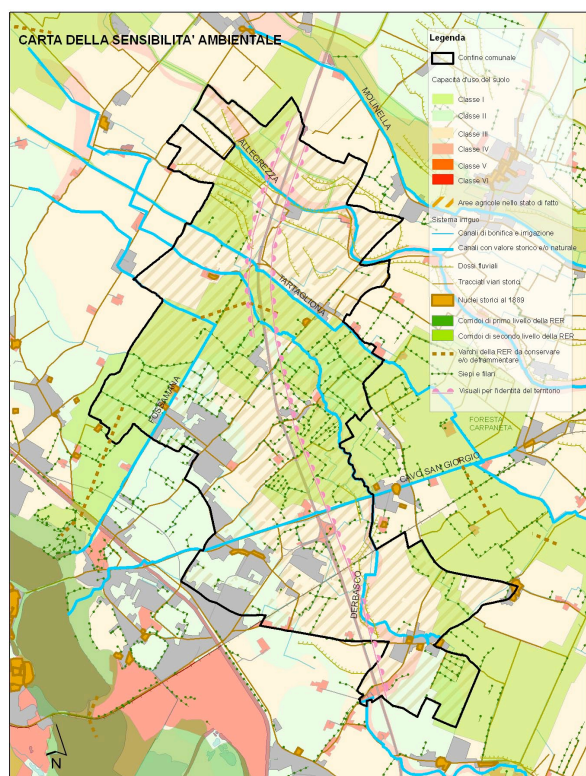 CARTA DELLA SENSIBILITA' AMBIENTALE
Legenda
Confine comunale
Capacità d'uso del suolo
Classe I
Classe II
Classe III
Classe IV
Classe V
Classe VI
Aree agricole nello stato di fatto
Sistema irriguo
Canali di bonifica e irrigazione
Canali con valore storico e/o naturale
Dossi fluviali
Tracciati viari storici
Nuclei storici al 1889
Corridoi di primo livello della RER
Corridoi di secondo livello della RER
Varchi della RER da conservare
e/o deframmentare
Siepi e filari
Visuali per l'identità del territorio
MOLINELLA
ALLEGREZZA
TARTAGLIONA
FOSSAMANA
FORESTA
CARPANETA
CAVO SAN GIORGIO
DERBASCO
N